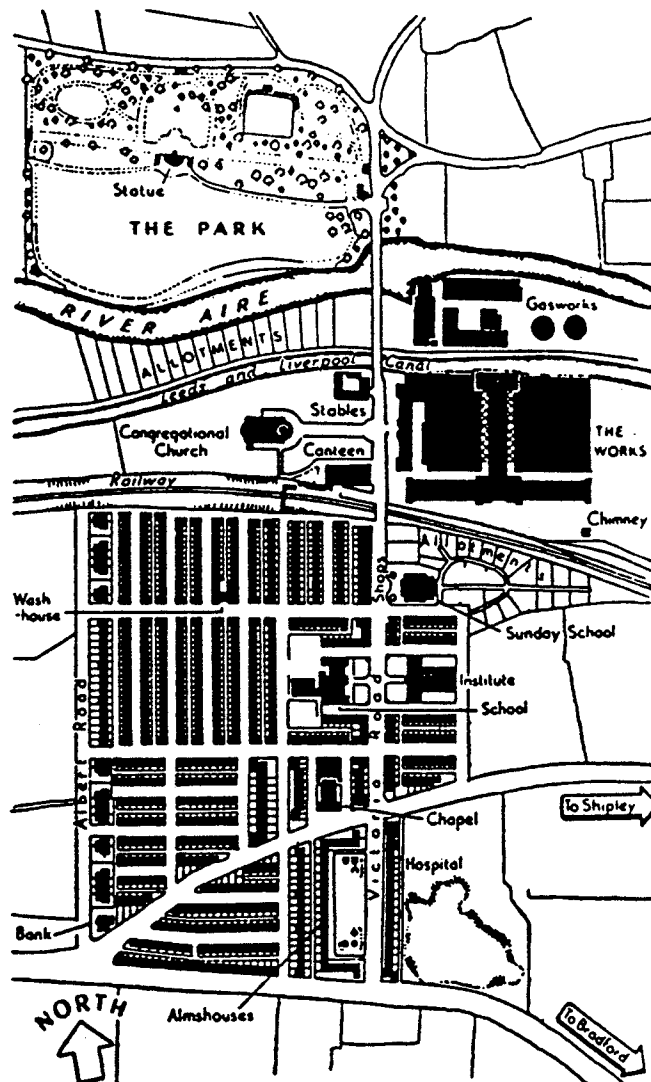 Statue
THE PARK
RIVER AIRE
Gasworks
ALLOTMENTS
Leeds and Liverpool Canal
Stables
Congregational
Church
Canteen
THE
WORKS
Railway
Chimney
Allotments
Shops
Wash
-house
Sunday School
Institute
School
Albert Road
Victoria Road
To Shipley
Chapel
Hospital
Bank
Almshouses
NORTH
To Bradford